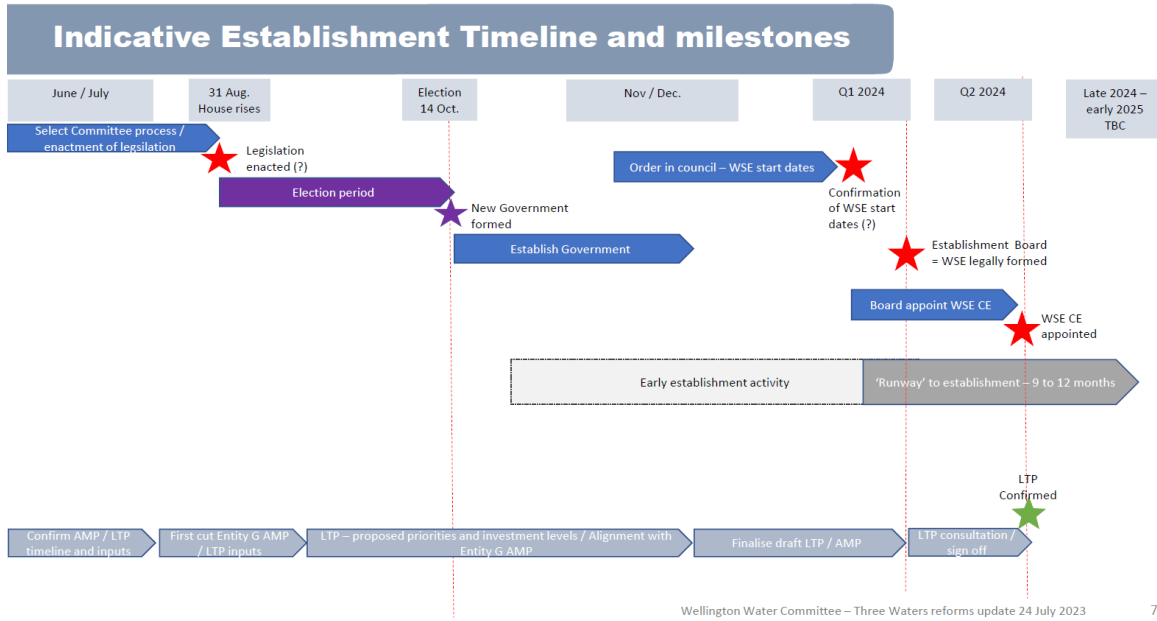 Indicative Establishment Timeline and milestones
June / July
31 Aug.
House rises
Election
14 Oct.
Nov / Dec.
Q1 2024
Q2 2024
Late 2024 –
early 2025
TBC
Select Committee process /
enactment of legsilation
Legislation
enacted (?)
Election period
New Government
formed
Establish Government
Order in council – WSE start dates
Confirmation
of WSE start
dates (?)
Establishment Board
= WSE legally formed
Board appoint WSE CE
WSE CE
appointed
Early establishment activity
‘Runway’ to establishment – 9 to 12 months
LTP
Confirmed
Confirm AMP / LTP
timeline and inputs
First cut Entity G AMP
/ LTP inputs
LTP – proposed priorities and investment levels / Alignment with
Entity G AMP
Finalise draft LTP / AMP
LTP consultation /
sign off
Wellington Water Committee – Three Waters reforms update 24 July 2023
7